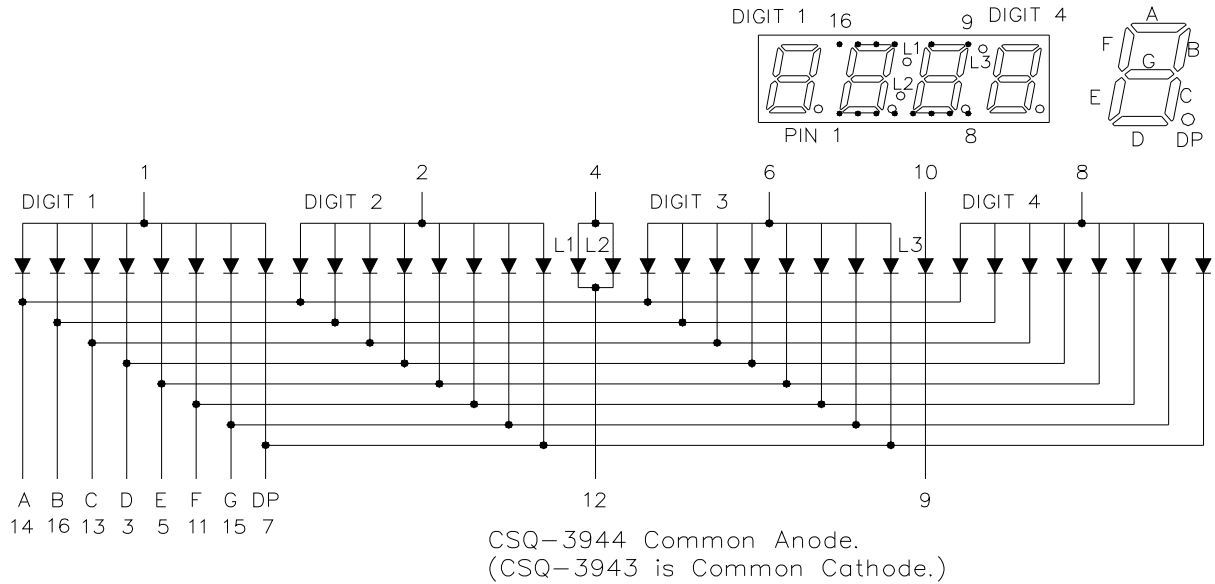 DIGIT 1 16 9 DIGIT 4
A
F B
G
E C
D DP
L1
L3
L2
PIN 1 8
1 2 4 6 10 8
DIGIT 1 DIGIT 2 DIGIT 3 DIGIT 4
L1 L2 L3
A B C D E F G DP 12 9
14 16 13 3 5 11 15 7
CSQ-3944 Common Anode.
(CSQ-3943 is Common Cathode.)